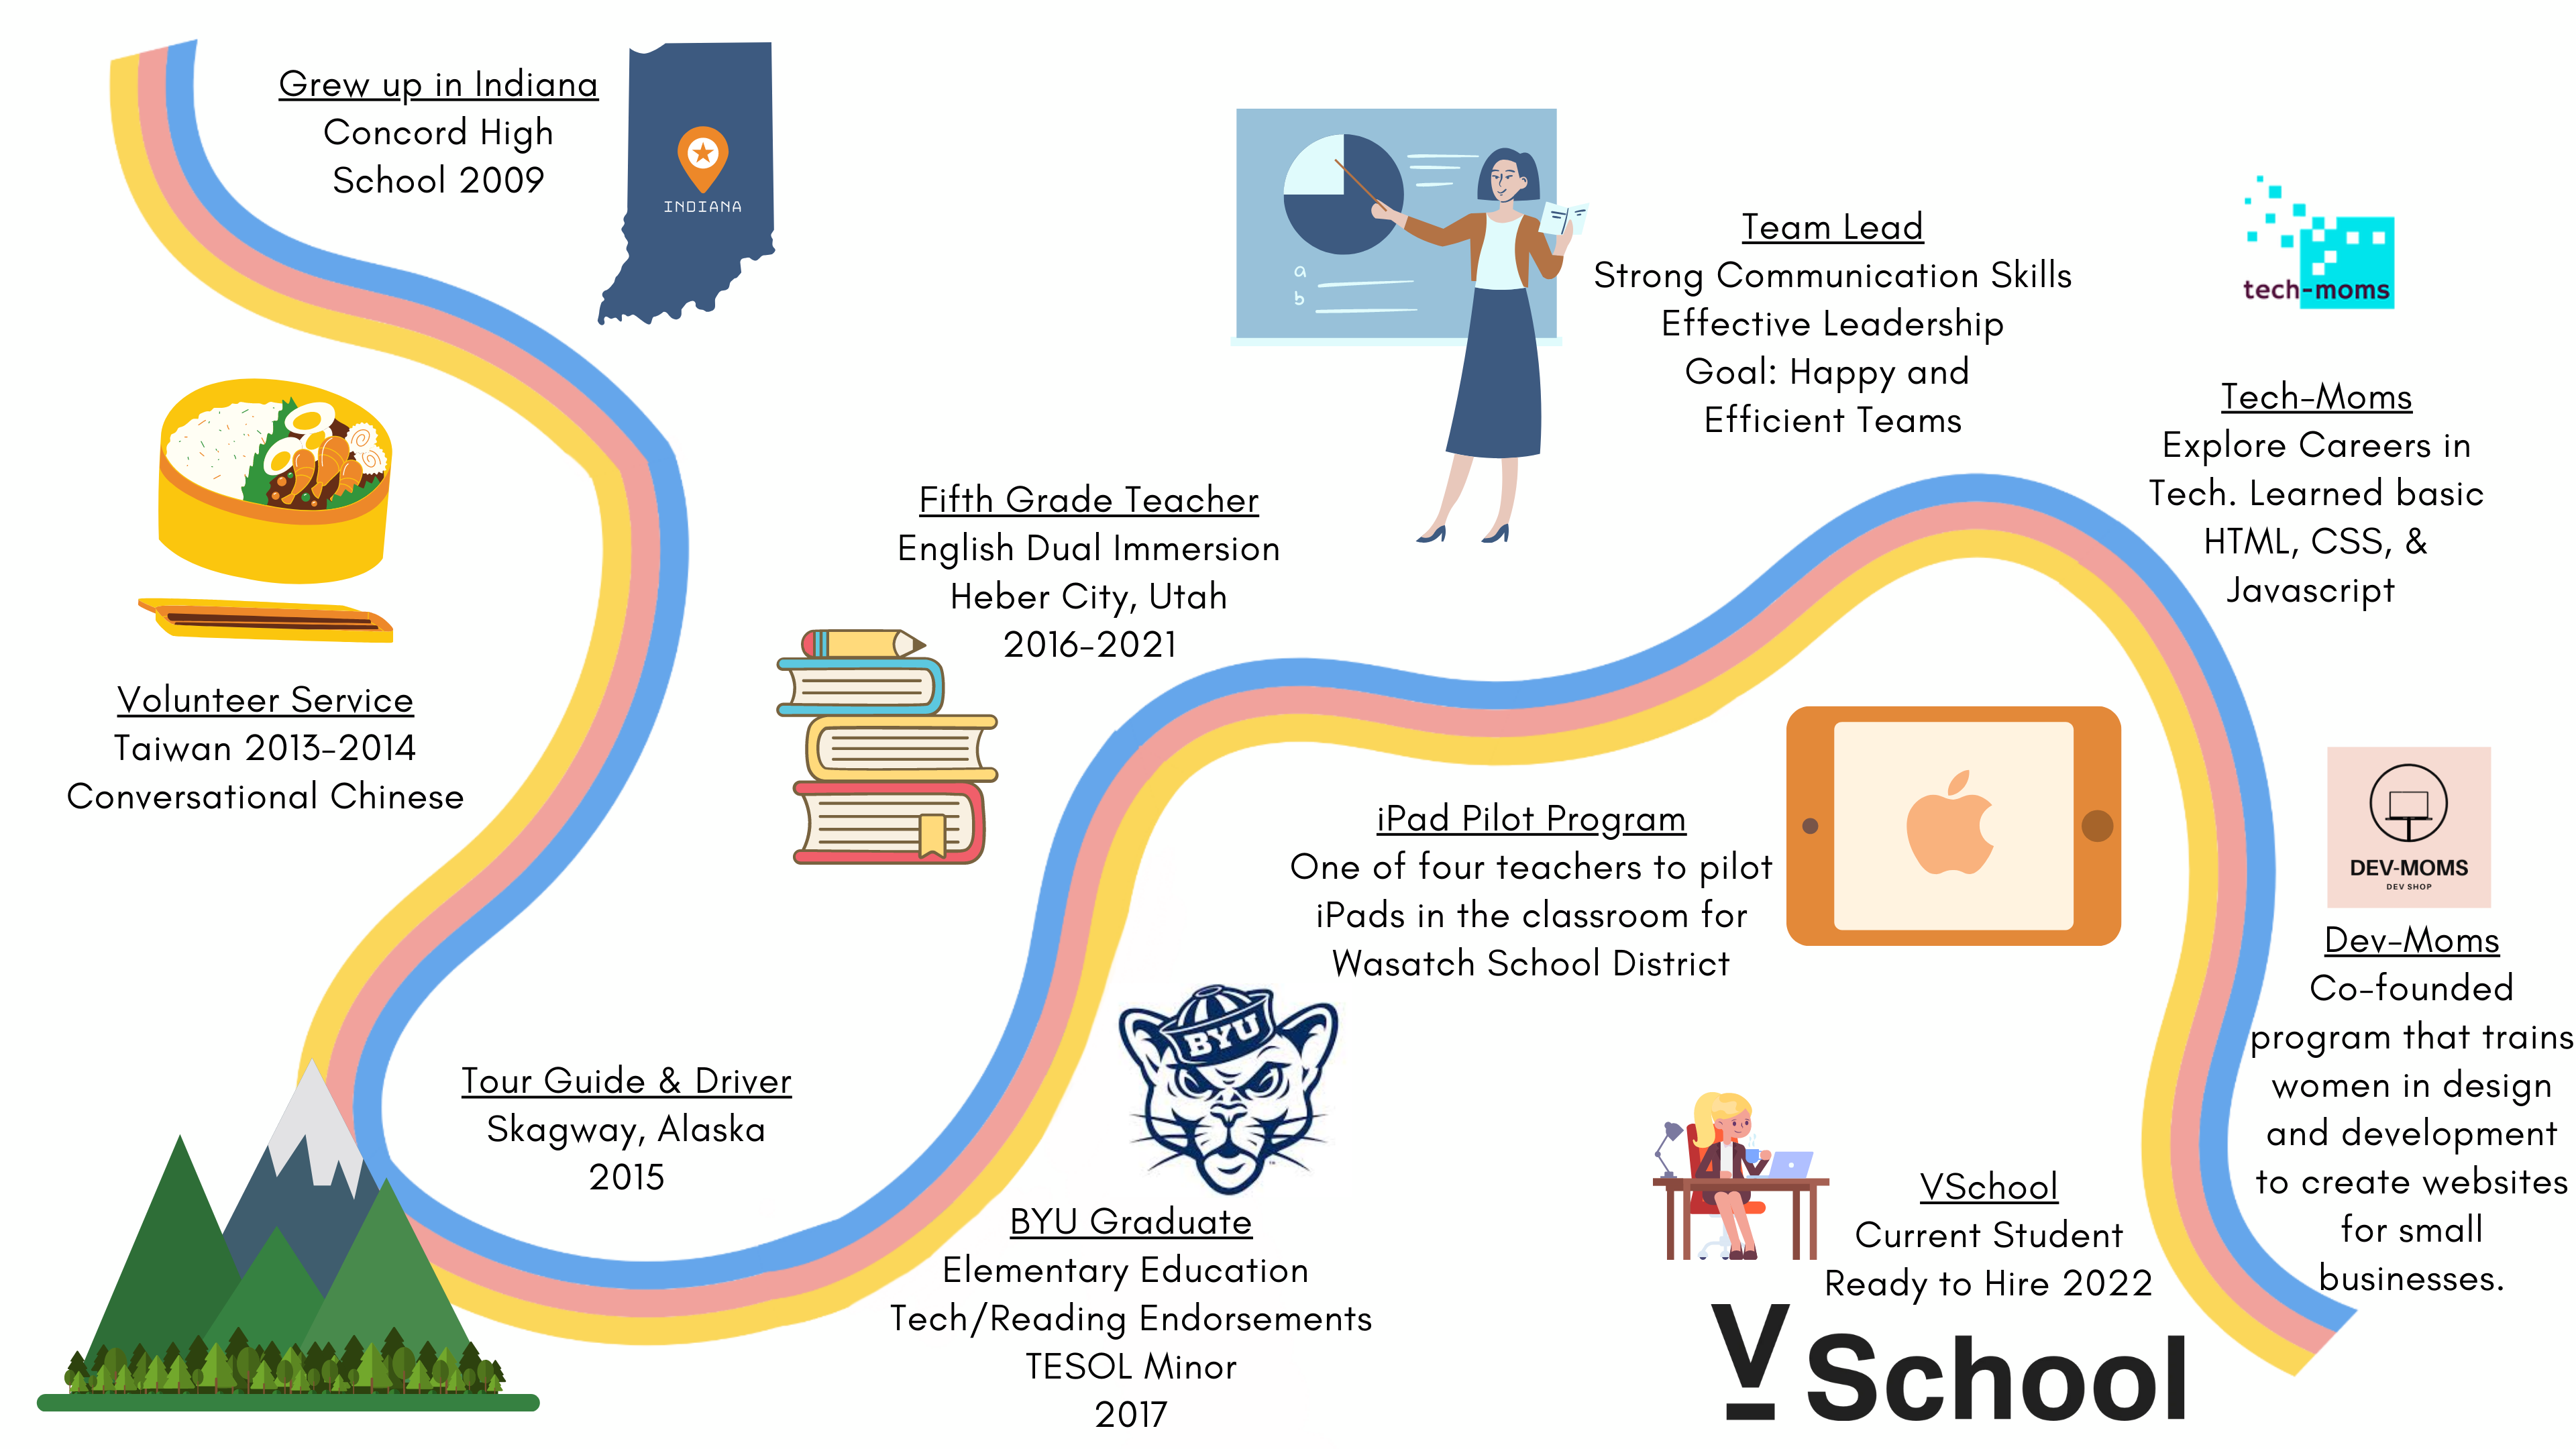 Grew up in Indiana
Concord High
School 2009
INDIANA
Volunteer Service
Taiwan 2013-2014
Conversational Chinese
Tour Guide & Driver
Skagway, Alaska
2015
BYU
BYU Graduate
Elementary Education
Tech/Reading Endorsements
TESOL Minor
2017
Fifth Grade Teacher
English Dual Immersion
Heber City, Utah
2016-2021
a
b
Team Lead
Strong Communication Skills
Effective Leadership
Goal: Happy and
Efficient Teams
iPad Pilot Program
One of four teachers to pilot
iPads in the classroom for
Wasatch School District
tech-moms
Tech-Moms
Explore Careers in
Tech. Learned basic
HTML, CSS, &
Javascript
DEV-MOMS
DEV SHOP
Dev-Moms
Co-founded
program that trains
women in design
and development
to create websites
for small
businesses.
VSchool
Current Student
Ready to Hire 2022
V School